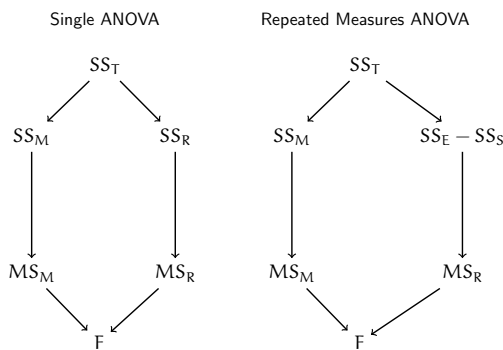 Single ANOVA
Repeated Measures ANOVA
SS_T
SS_T
SS_M
SS_R
SS_M
SS_E − SS_S
MS_M
MS_R
MS_M
MS_R
F
F